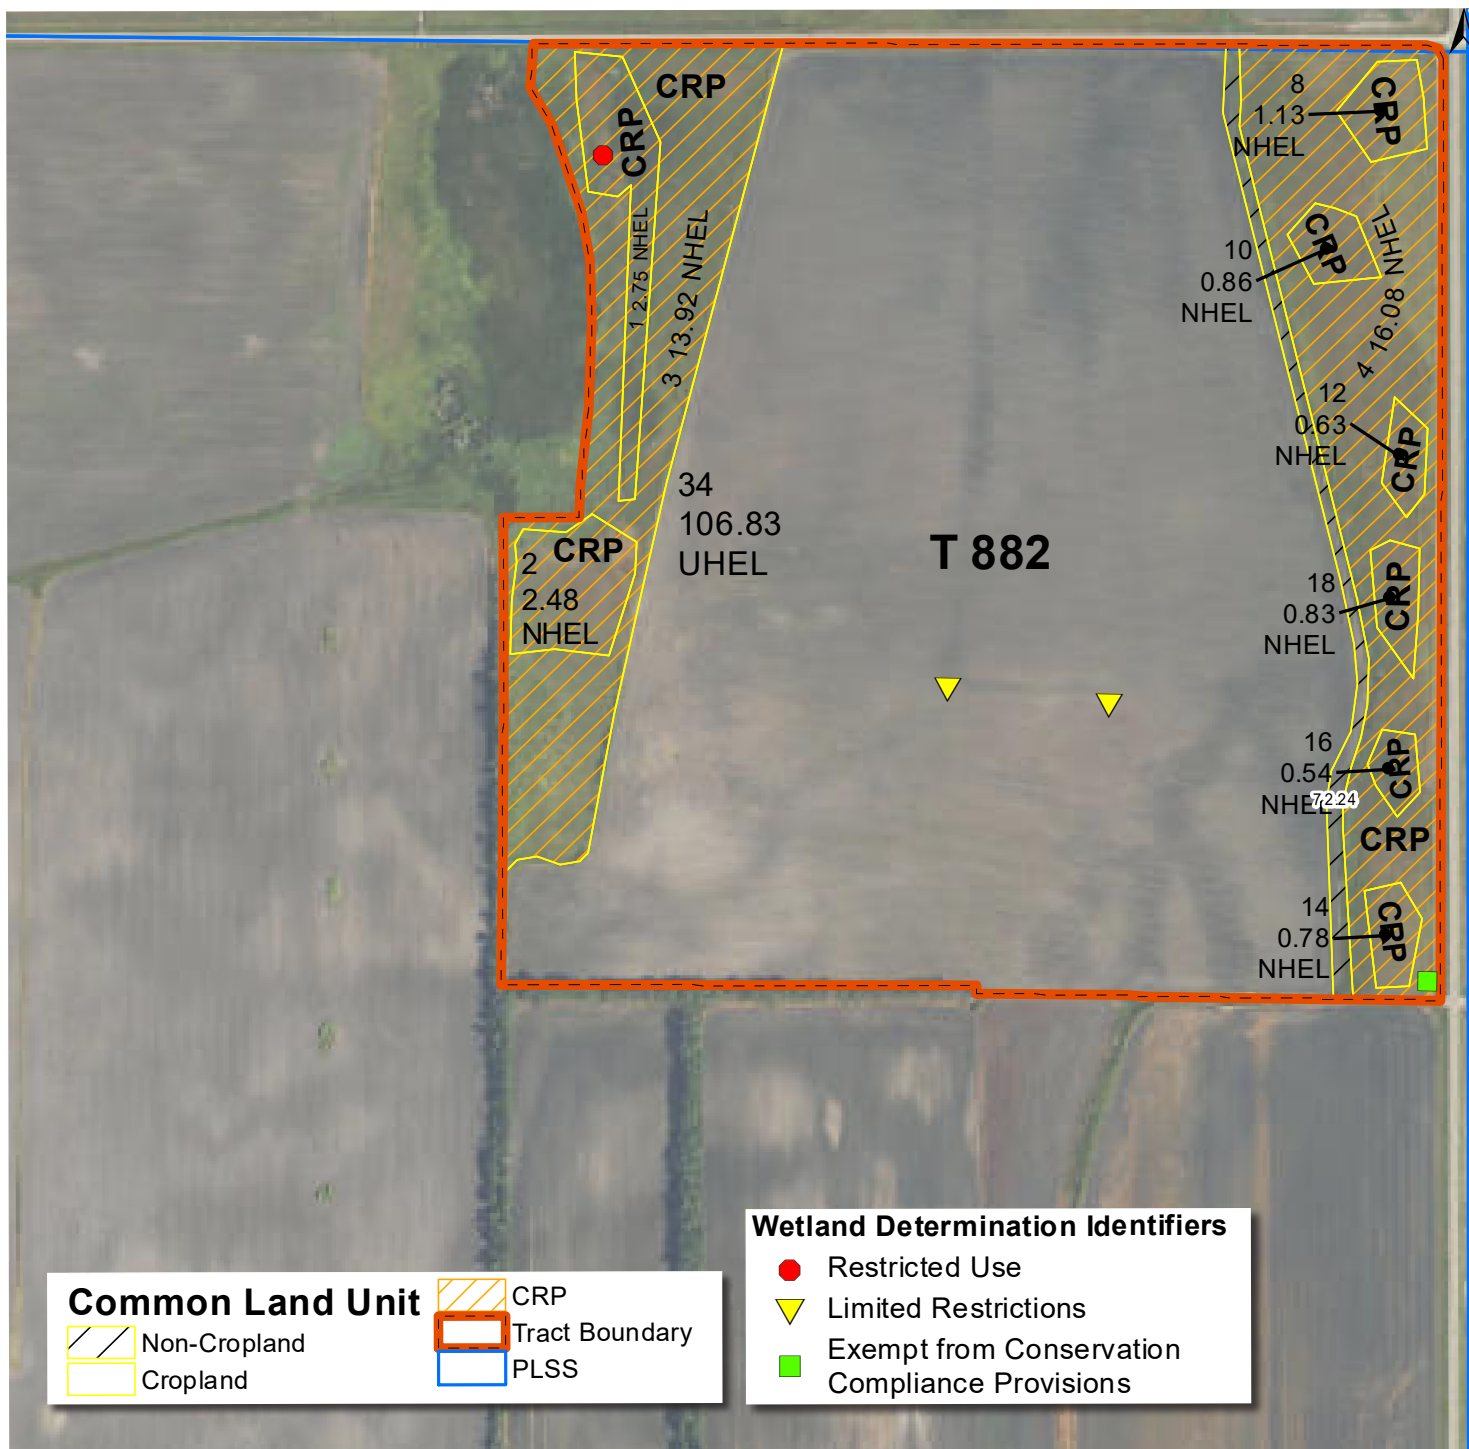 CRP
CRP
1 2.75 NHEL
3 13.92 NHEL
8
1.13
NHEL
CRP
10
0.86
NHEL
CRP
4 16.08 NHEL
12
0.63
NHEL
CRP
34
106.83
UHEL
T 882
CRP
2
2.48
NHEL
18
0.83
NHEL
CRP
16
0.54
NHEL
CRP
7 2.24
CRP
14
0.78
NHEL
CRP
Common Land Unit
Non-Cropland
Cropland
CRP
Tract Boundary
PLSS
Wetland Determination Identifiers
Restricted Use
Limited Restrictions
Exempt from Conservation
Compliance Provisions